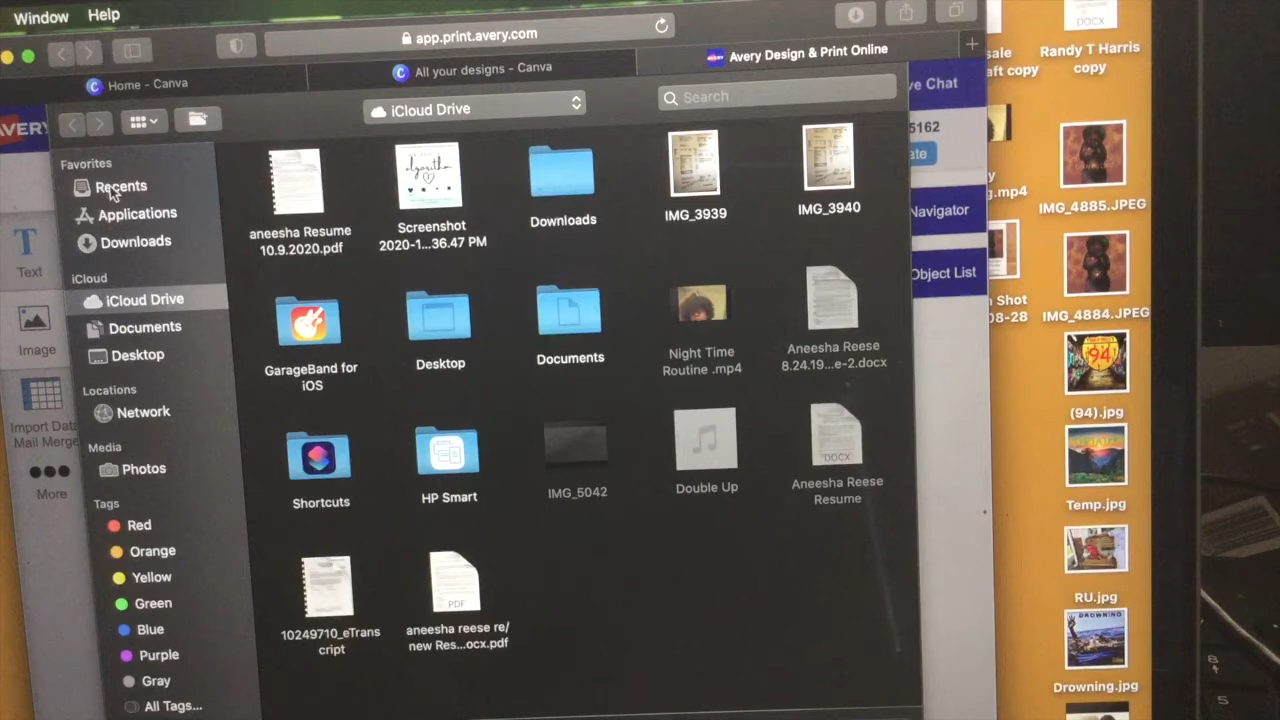 Window Help
app.print.avery.com
Home - Canva
All your designs - Canva
Avery Design & Print Online
iCloud Drive
Search
Favorites
Recents
Applications
Downloads
iCloud
iCloud Drive
Documents
Desktop
Locations
Network
Media
Photos
Tags
Red
Orange
Yellow
Green
Blue
Purple
Gray
All Tags...
aneesha Resume
10.9.2020.pdf
Screenshot
2020-1...36.47 PM
Downloads
IMG_3939
IMG_3940
GarageBand for
iOS
Desktop
Documents
Night Time
Routine .mp4
Aneesha Reese
8.24.19...e-2.docx
Shortcuts
HP Smart
IMG_5042
Double Up
DOCX
Aneesha Reese
Resume
10249710_eTrans
cript
PDF
aneesha reese re/
new Res...ocx.pdf
Text
Image
Import Data
Mail Merge
More
ve Chat
5162
ate
Navigator
Object List
DOCX
sale
aft copy
Randy T Harris
copy
g.mp4
IMG_4885.JPEG
n Shot
08-28
IMG_4884.JPEG
94
(94).jpg
Temp.jpg
RU.jpg
DROWNING
Drowning.jpg